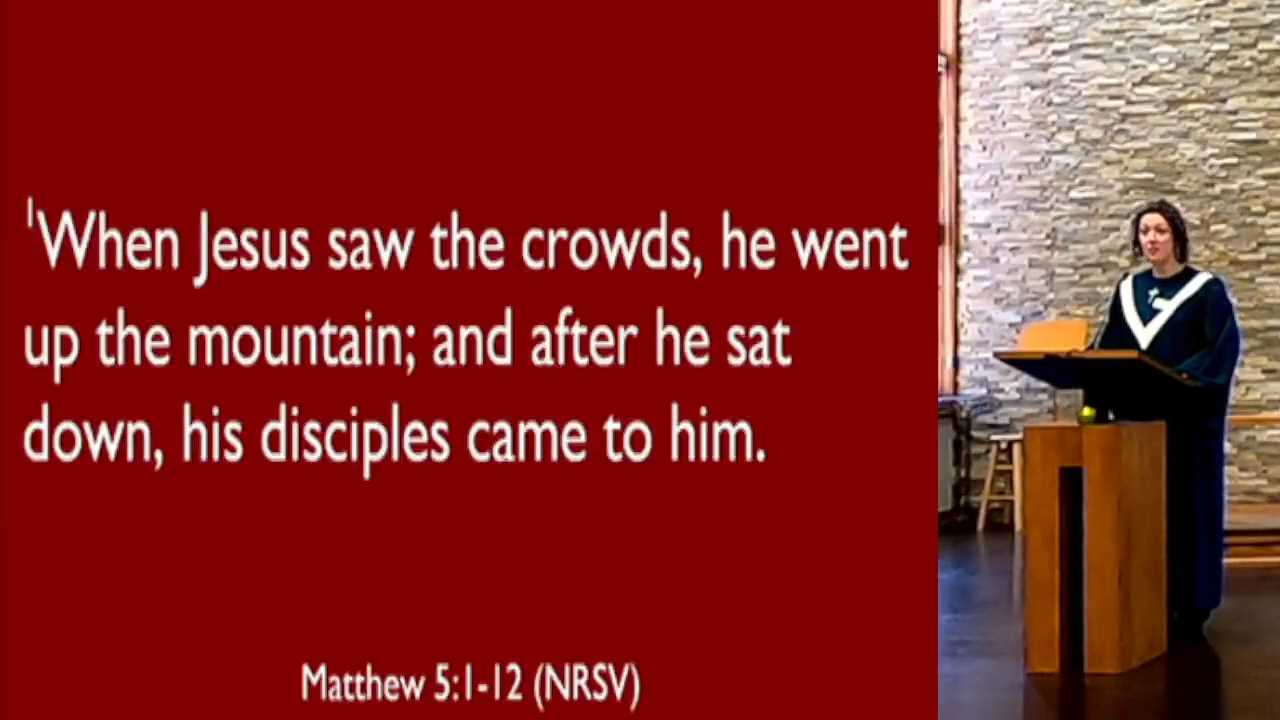 ¹When Jesus saw the crowds, he went
up the mountain; and after he sat
down, his disciples came to him.
Matthew 5:1-12 (NRSV)